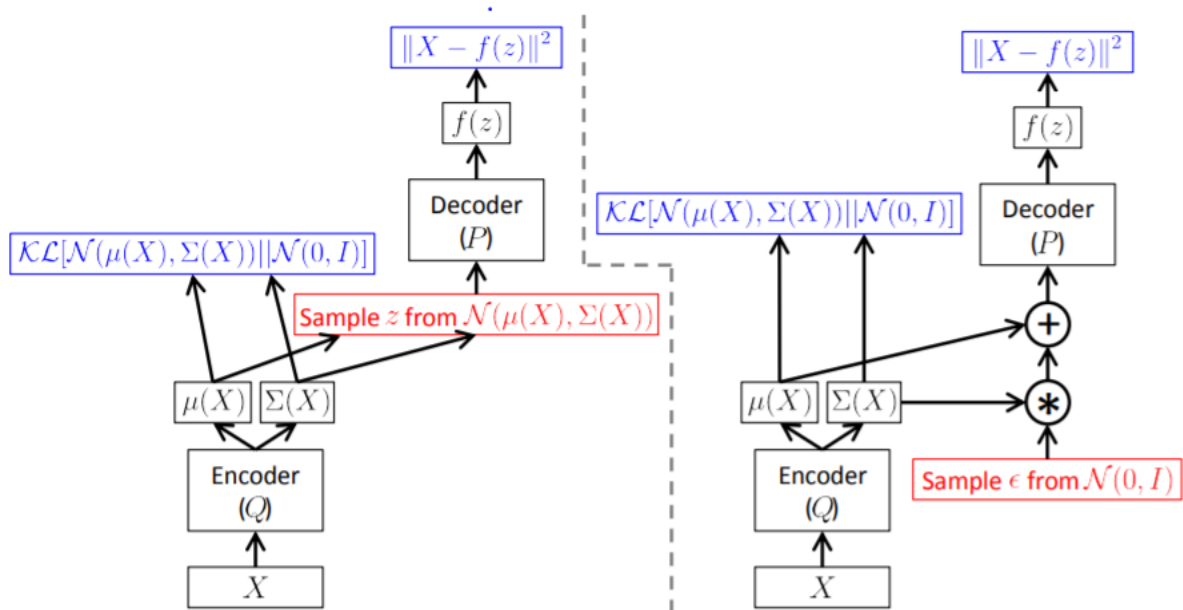 ‖X − f(z)‖²
f(z)
Decoder
(P)
𝒦ℒ[𝒩(μ(X), Σ(X))||𝒩(0, I)]
Sample z from 𝒩(μ(X), Σ(X))
μ(X)
Σ(X)
Encoder
(Q)
X
‖X − f(z)‖²
f(z)
Decoder
(P)
𝒦ℒ[𝒩(μ(X), Σ(X))||𝒩(0, I)]
+
μ(X)
Σ(X)
*
Sample ϵ from 𝒩(0, I)
Encoder
(Q)
X